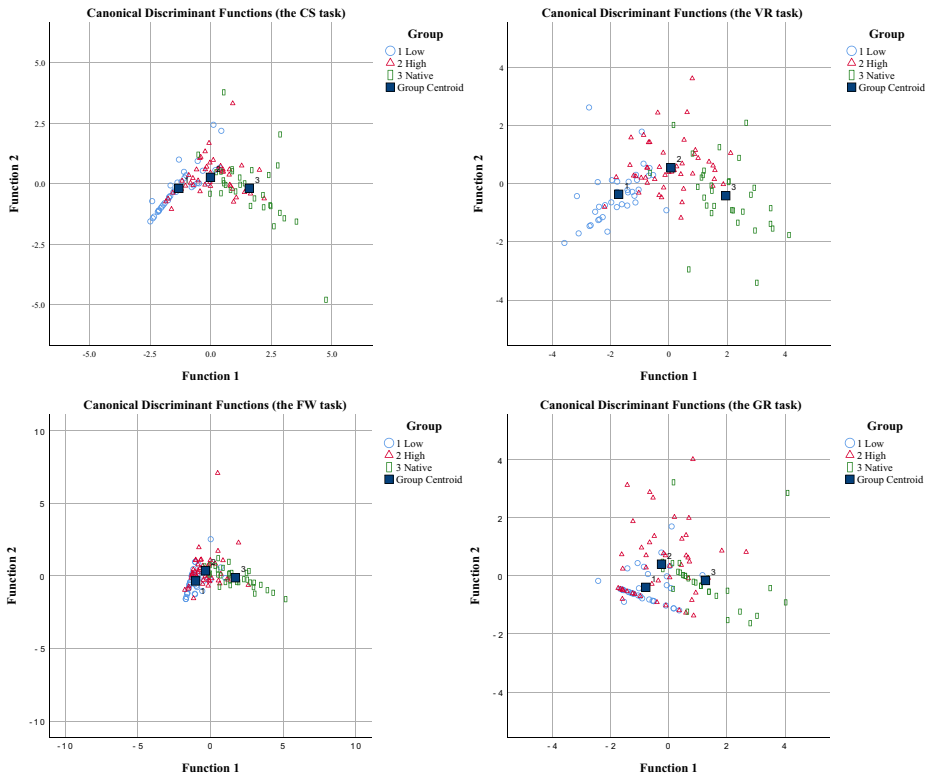 Canonical Discriminant Functions (the CS task)
Group
1 Low
2 High
3 Native
Group Centroid
Function 2
5.0
2.5
0.0
-2.5
-5.0
1
3
-5.0
-2.5
0.0
2.5
5.0
Function 1
Canonical Discriminant Functions (the VR task)
Group
1 Low
2 High
3 Native
Group Centroid
Function 2
4
2
0
-2
-4
1
2
3
-4
-2
0
2
4
Function 1
Canonical Discriminant Functions (the FW task)
Group
1 Low
2 High
3 Native
Group Centroid
Function 2
10
5
0
-5
-10
2
3
1
-10
-5
0
5
10
Function 1
Canonical Discriminant Functions (the GR task)
Group
1 Low
2 High
3 Native
Group Centroid
Function 2
4
2
0
-2
-4
2
1
3
-4
-2
0
2
4
Function 1